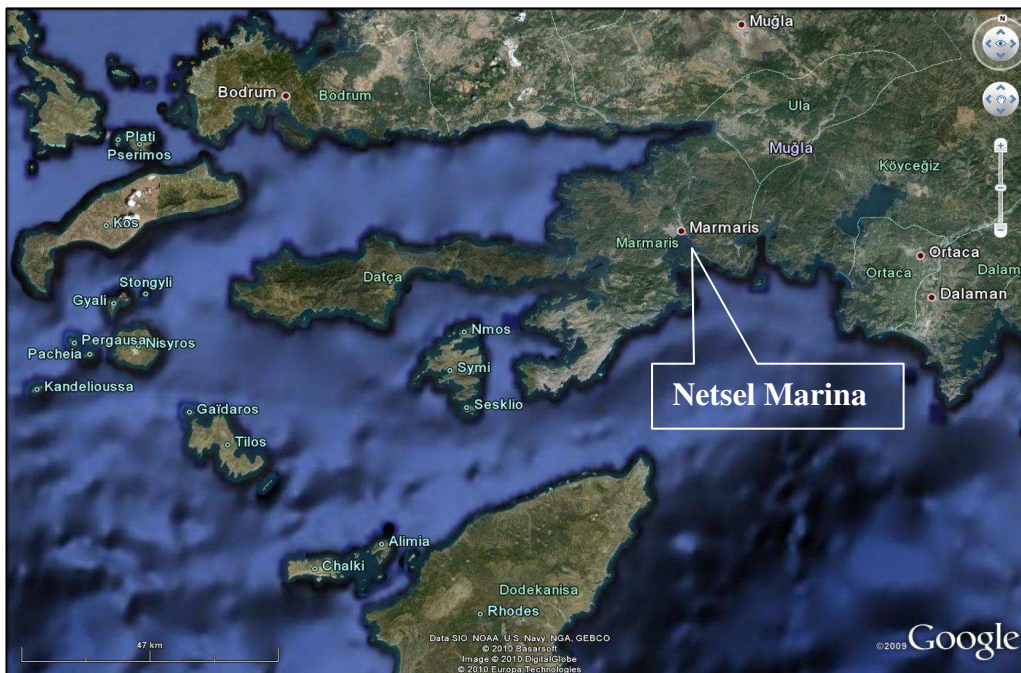 Muğla
N
Bodrum
Bodrum
Ula
Plati
Pserimos
Muğla
Köyceğiz
Kos
Marmaris
Marmaris
Datça
Ortaca
Ortaca
Dalam
Stongyli
Gyali
Dalaman
Nmos
Pergausa
Nisyros
Pacheia
Symi
Kandelioussa
Netsel Marina
Sesklio
Gaïdaros
Tilos
Alimia
Chalki
Dodekanisa
Rhodes
Data SIO, NOAA, U.S. Navy, NGA, GEBCO
© 2010 Basarsoft
Image © 2010 DigitalGlobe
© 2010 Europa Technologies
47 km
©2009 Google